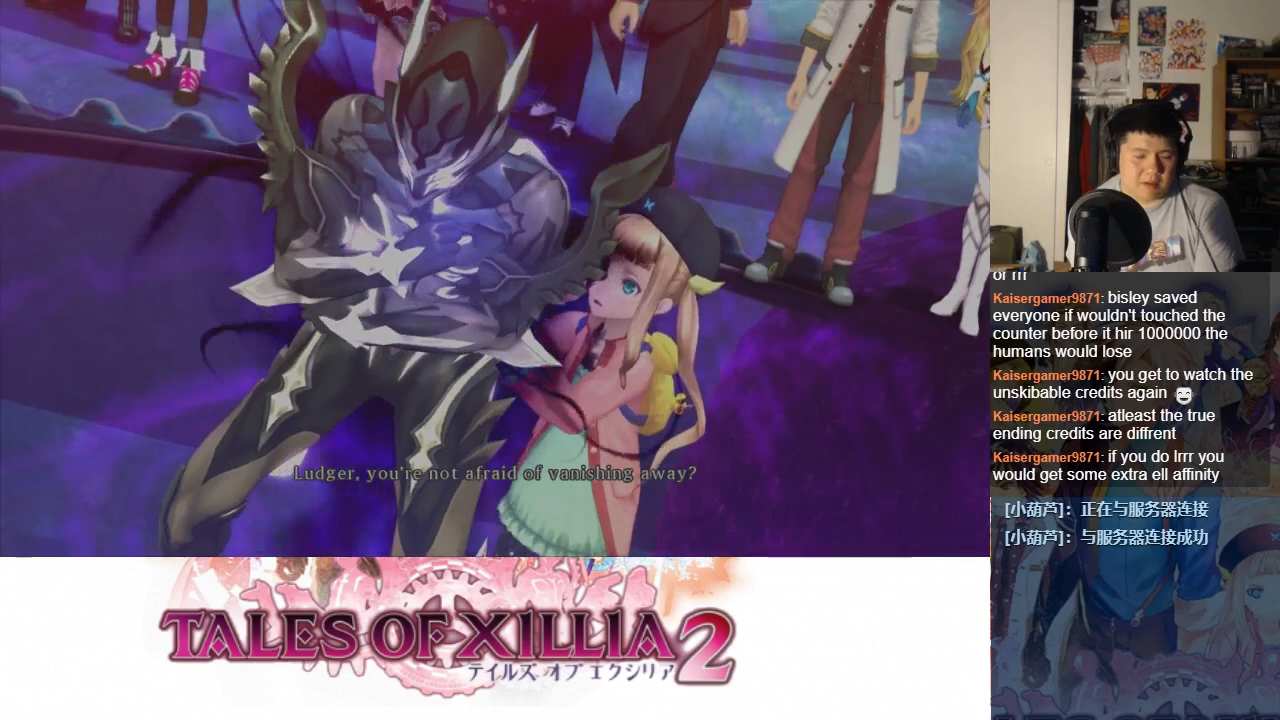 Ludger, you're not afraid of vanishing away?
TALES OF XILLIA 2
テイルズ オブ エクシリア
Kaisergamer9871: bisley saved
everyone if wouldn't touched the
counter before it hir 1000000 the
humans would lose
Kaisergamer9871: you get to watch the
unskibable credits again
Kaisergamer9871: atleast the true
ending credits are diffrent
Kaisergamer9871: if you do lrrr you
would get some extra ell affinity
[小葫芦]：正在与服务器连接
[小葫芦]：与服务器连接成功